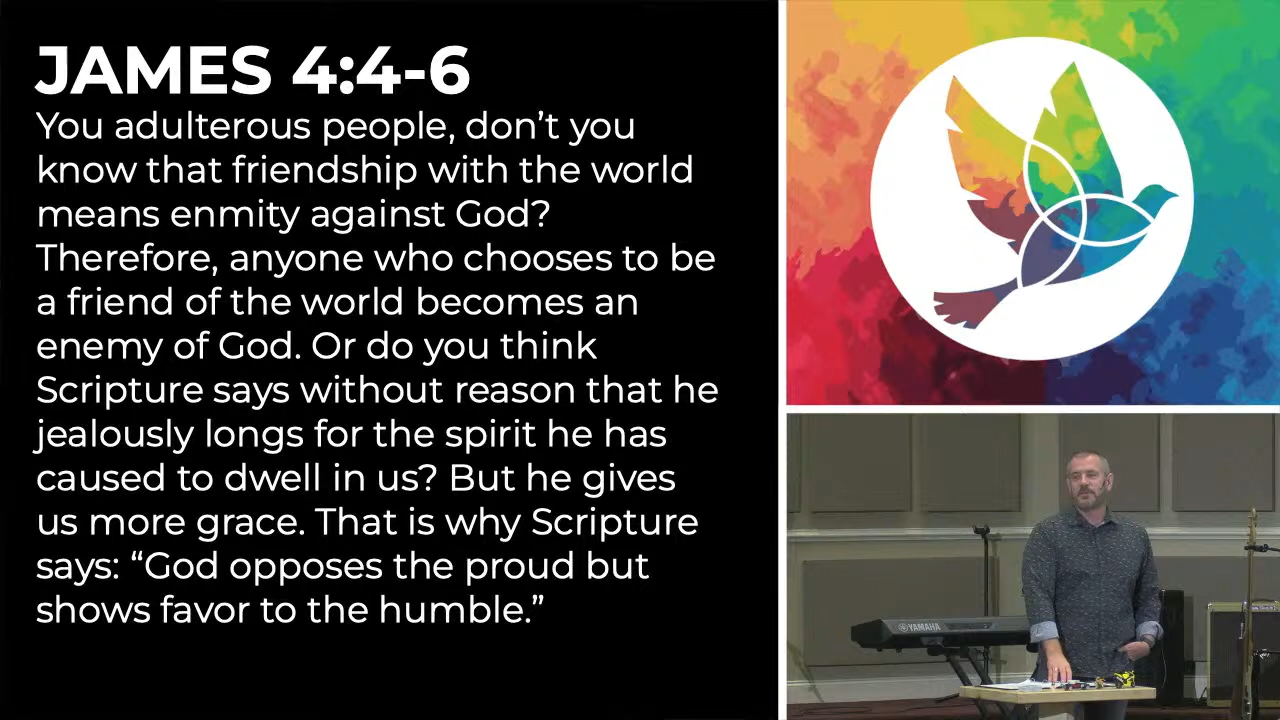 JAMES 4:4-6
You adulterous people, don’t you
know that friendship with the world
means enmity against God?
Therefore, anyone who chooses to be
a friend of the world becomes an
enemy of God. Or do you think
Scripture says without reason that he
jealously longs for the spirit he has
caused to dwell in us? But he gives
us more grace. That is why Scripture
says: “God opposes the proud but
shows favor to the humble.”
YAMAHA